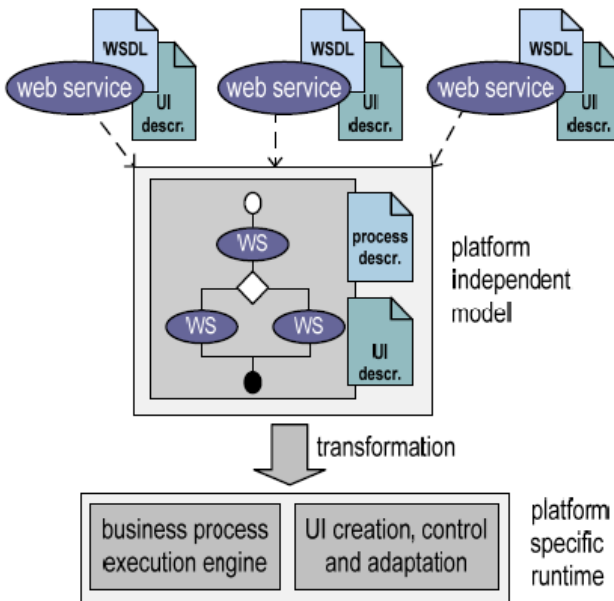 WSDL
web service
UI
descr.
WSDL
web service
UI
descr.
WSDL
web service
UI
descr.
WS
WS
WS
process
descr.
UI
descr.
platform
independent
model
transformation
business process
execution engine
UI creation, control
and adaptation
platform
specific
runtime